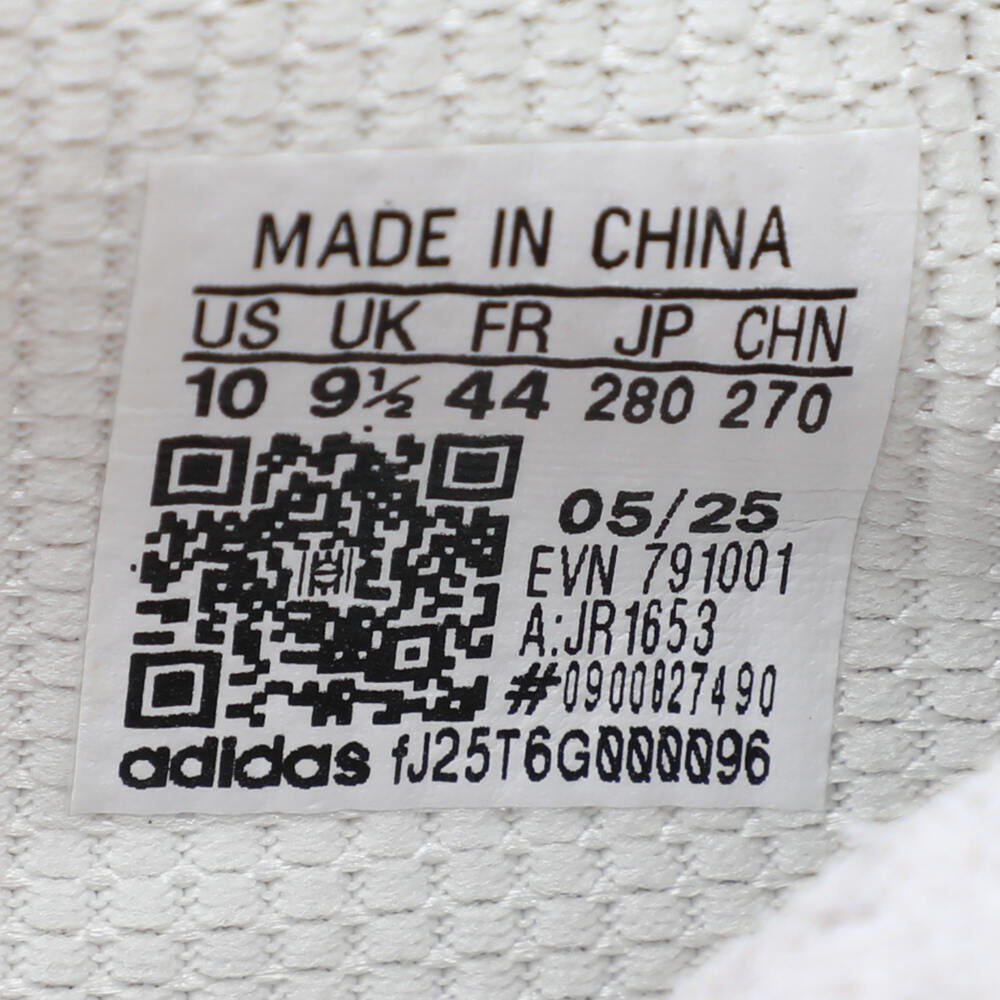 MADE IN CHINA
US UK FR JP CHN
10 9½ 44 280 270
05/25
EVN 791001
A:JR1653
#0900827490
adidas fJ25T6G000096